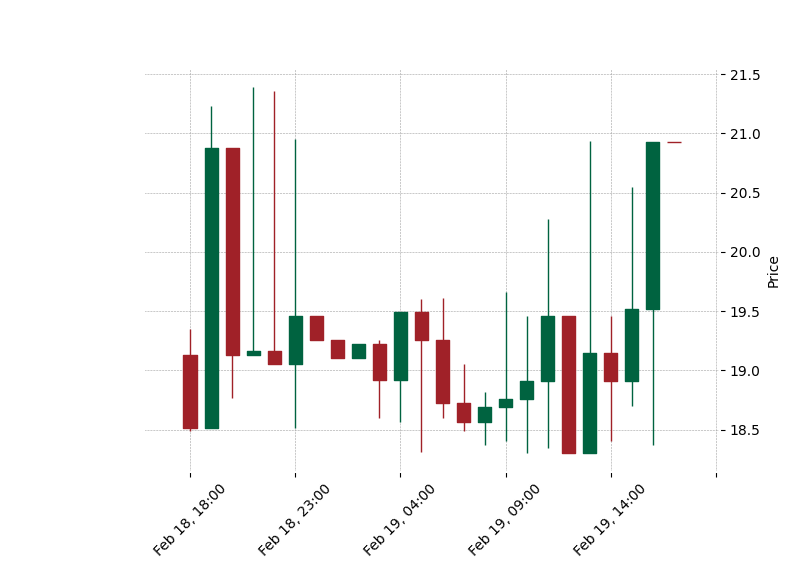 21.5
21.0
20.5
20.0
19.5
19.0
18.5
Price
Feb 18, 18:00
Feb 18, 23:00
Feb 19, 04:00
Feb 19, 09:00
Feb 19, 14:00